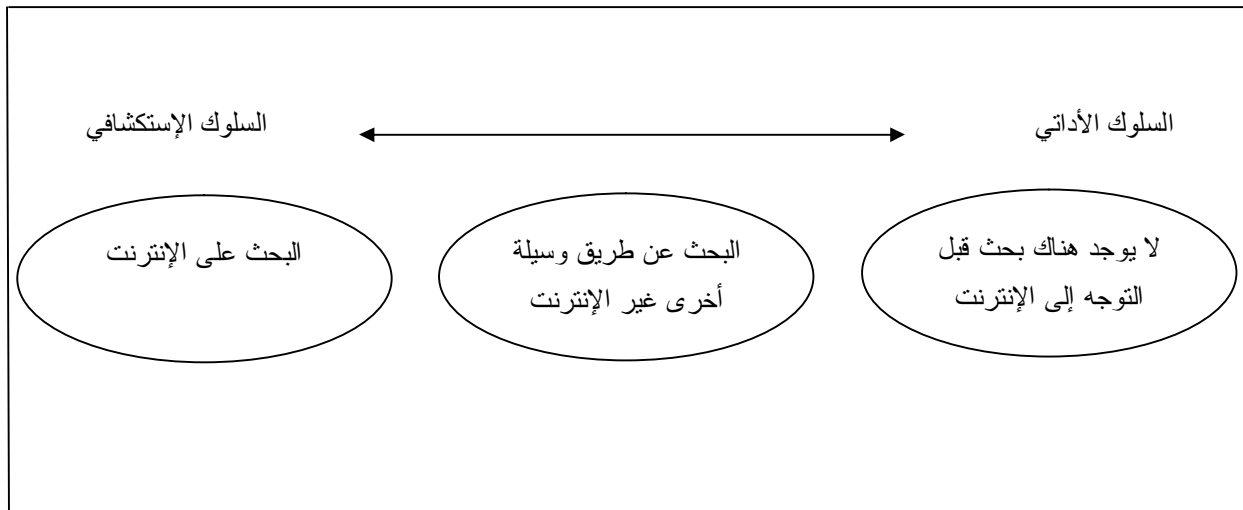 السلوك الأداتي
السلوك الإستكشافي
لا يوجد هناك بحث قبل
التوجه إلى الإنترنت
البحث عن طريق وسيلة
أخرى غير الإنترنت
البحث على الإنترنت